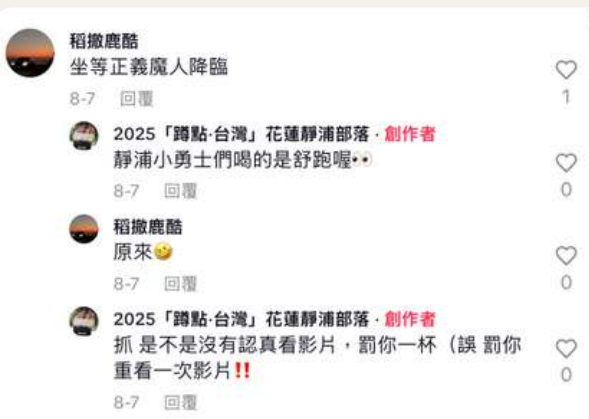 稻撤鹿酷
坐等正義魔人降臨
8-7 回覆
1
2025「蹲點·台灣」花蓮靜浦部落 · 創作者
靜浦小勇士們喝的是舒跑喔👀
8-7 回覆
0
稻撤鹿酷
原來🤣
8-7 回覆
0
2025「蹲點·台灣」花蓮靜浦部落 · 創作者
抓 是不是沒有認真看影片，罰你一杯（誤 罰你
重看一次影片‼️
8-7 回覆
0